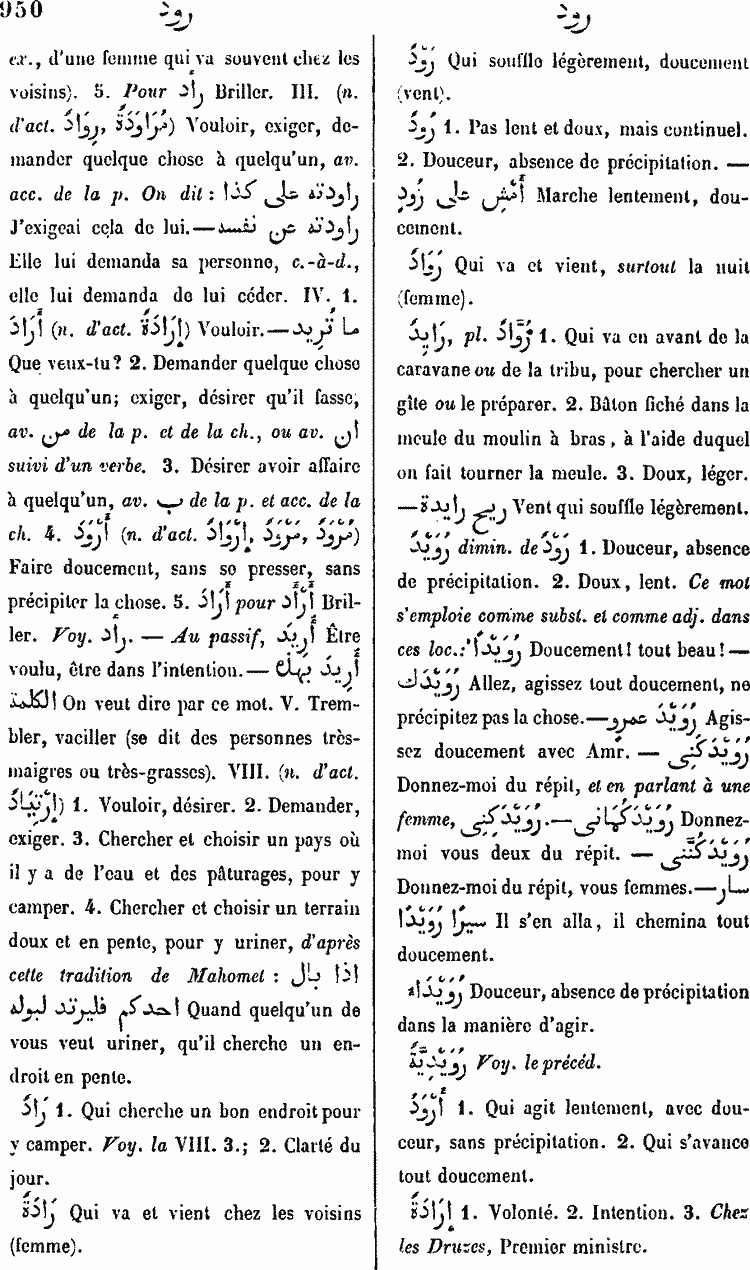 950
رود
رود
ex., d'une femme qui va souvent chez les
voisins). 5. Pour رأد Briller. III. (n.
d'act. مُرَاوَدَةٌ ,رِوَادٌ) Vouloir, exiger, de-
mander quelque chose à quelqu'un, av.
acc. de la p. On dit : راودته على كذا
J'exigeai cela de lui.—راودته عن نفسه
Elle lui demanda sa personne, c.-à-d.,
elle lui demanda de lui céder. IV. 1.
أَرَادَ (n. d'act. إِرَادَةٌ) Vouloir.—ما تُرِيد
Que veux-tu? 2. Demander quelque chose
à quelqu'un; exiger, désirer qu'il fasse,
av. من de la p. et de la ch., ou av. أن
suivi d'un verbe. 3. Désirer avoir affaire
à quelqu'un, av. ب de la p. et acc. de la
ch. 4. أَرْوَدَ (n. d'act. إِرْوَادٌ, مُرْوَدٌ, مَرْوَدٌ)
Faire doucement, sans se presser, sans
précipiter la chose. 5. أَرَادَ pour أَرْأَد Bril-
ler. Voy. رأد. — Au passif, أُرِيدَ Être
voulu, être dans l'intention.— أُرِيدَ بِهٰذِ
الكلمة On veut dire par ce mot. V. Trem-
bler, vaciller (se dit des personnes très-
maigres ou très-grasses). VIII. (n. d'act.
إِرْتِيَادٌ) 1. Vouloir, désirer. 2. Demander,
exiger. 3. Chercher et choisir un pays où
il y a de l'eau et des pâturages, pour y
camper. 4. Chercher et choisir un terrain
doux et en pente, pour y uriner, d'après
cette tradition de Mahomet : اذا بال
احدكم فليرتد لبوله Quand quelqu'un de
vous veut uriner, qu'il cherche un en-
droit en pente.
رَادٌ 1. Qui cherche un bon endroit pour
y camper. Voy. la VIII. 3.; 2. Clarté du
jour.
رَادَةٌ Qui va et vient chez les voisins
(femme).
رَوْدٌ Qui souffle légèrement, doucement
(vent).
رُودٌ 1. Pas lent et doux, mais continuel.
2. Douceur, absence de précipitation. —
أَمْشِ على رُودٍ Marche lentement, dou-
cement.
رَوَادٌ Qui va et vient, surtout la nuit
(femme).
رَايِدٌ, pl. رُوَّادٌ 1. Qui va en avant de la
caravane ou de la tribu, pour chercher un
gîte ou le préparer. 2. Bâton fiché dans la
meule du moulin à bras, à l'aide duquel
on fait tourner la meule. 3. Doux, léger.
—ريح رايدة Vent qui souffle légèrement.
رُوَيْدٌ dimin. de رَوْدٌ 1. Douceur, absence
de précipitation. 2. Doux, lent. Ce mot
s'emploie comme subst. et comme adj. dans
ces loc.: رُوَيْدًا Doucement! tout beau!—
رُوَيْدَك Allez, agissez tout doucement, ne
précipitez pas la chose.—رُوَيْدَ عمرو Agis-
sez doucement avec Amr. — رُوَيْدَكَنِى
Donnez-moi du répit, et en parlant à une
femme, رُوَيْدَكِنِى.—رُوَيْدَكُمَانى Donnez-
moi vous deux du répit. — رُوَيْدَكُنَّنِى
Donnez-moi du répit, vous femmes.—سار
سيرًا رُوَيْدًا Il s'en alla, il chemina tout
doucement.
رُوَيْدَاء Douceur, absence de précipitation
dans la manière d'agir.
رُوَيْدِيَّةٌ Voy. le précéd.
أَرْوَدُ 1. Qui agit lentement, avec dou-
ceur, sans précipitation. 2. Qui s'avance
tout doucement.
إِرَادَةٌ 1. Volonté. 2. Intention. 3. Chez
les Druzes, Premier ministre.